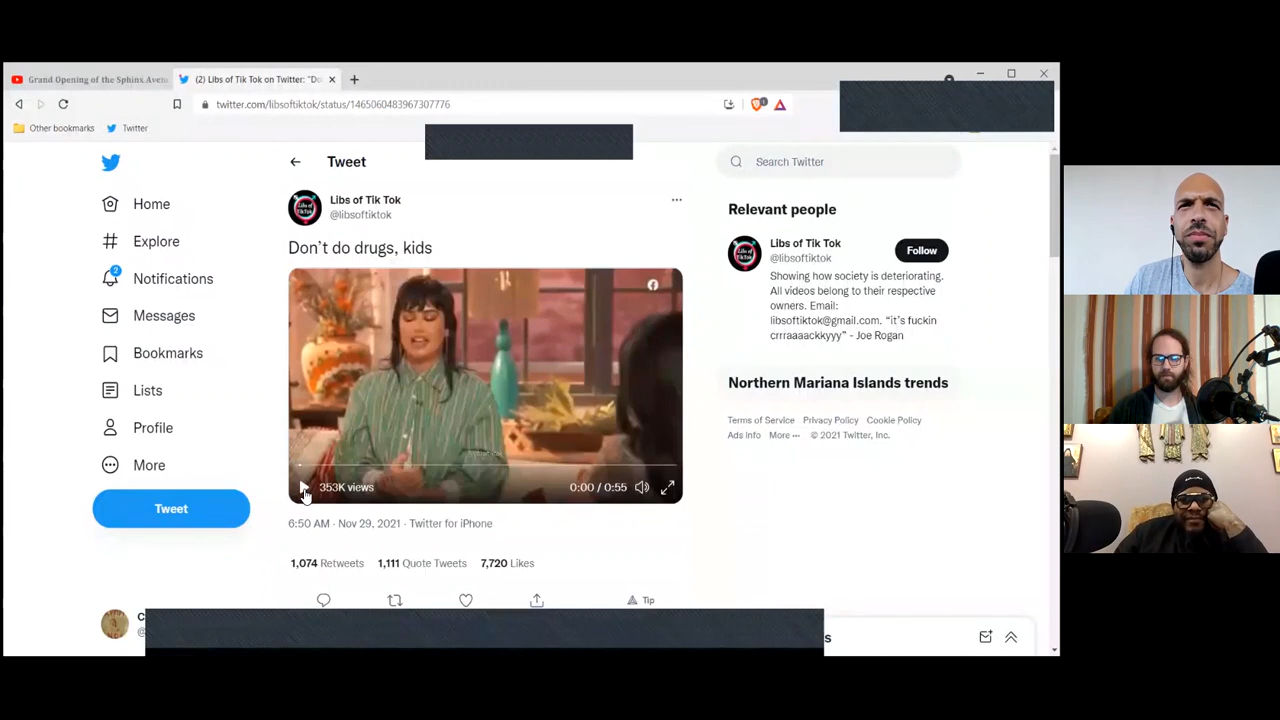 Grand Opening of the Sphinx Aven
(2) Libs of Tik Tok on Twitter: "Do
twitter.com/libsoftiktok/status/1465060483967307776
Other bookmarks
Twitter
Tweet
Search Twitter
Home
Explore
2
Notifications
Messages
Bookmarks
Lists
Profile
More
Tweet
Libs of Tik Tok
@libsoftiktok
Don't do drugs, kids
353K views
0:00 / 0:55
6:50 AM · Nov 29, 2021 · Twitter for iPhone
1,074 Retweets 1,111 Quote Tweets 7,720 Likes
Tip
Relevant people
Libs of Tik Tok
@libsoftiktok
Follow
Showing how society is deteriorating.
All videos belong to their respective
owners. Email:
libsoftiktok@gmail.com. “it's fuckin
crrraaackkyyy” - Joe Rogan
Northern Mariana Islands trends
Terms of Service Privacy Policy Cookie Policy
Ads info More ··· © 2021 Twitter, Inc.
C
@
s